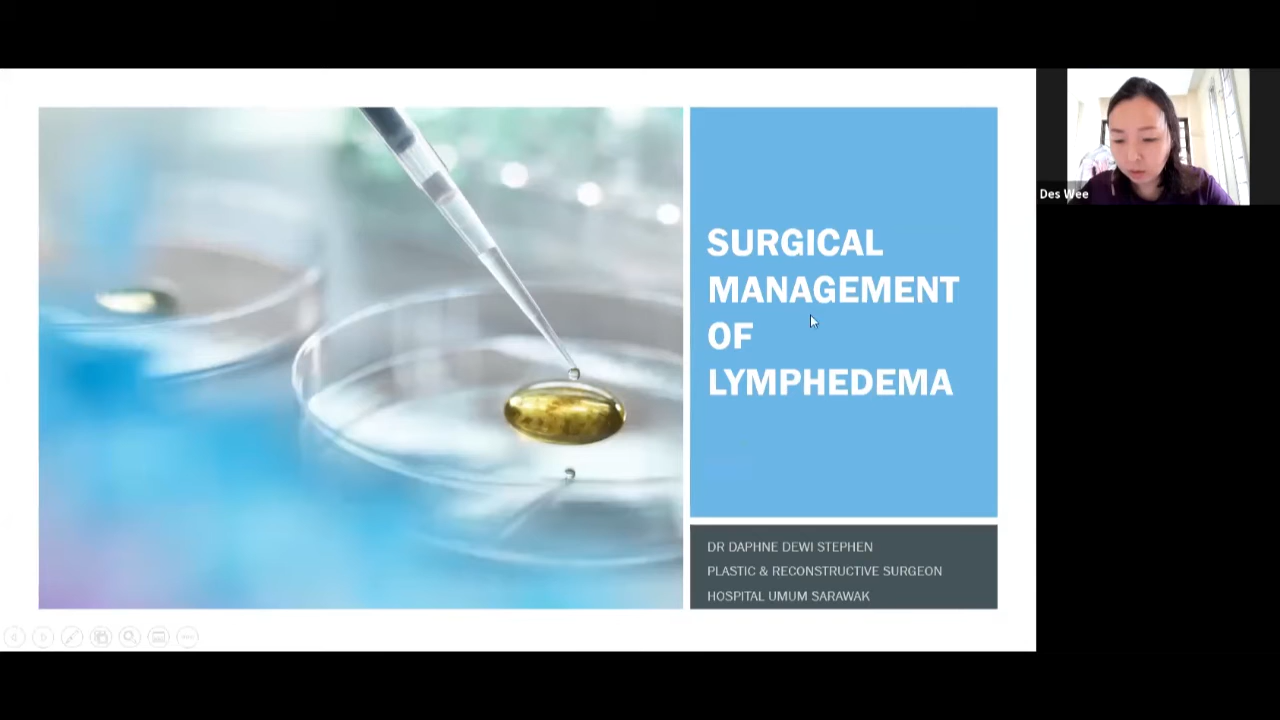 SURGICAL
MANAGEMENT
OF
LYMPHEDEMA
DR DAPHNE DEWI STEPHEN
PLASTIC & RECONSTRUCTIVE SURGEON
HOSPITAL UMUM SARAWAK
Des Wee